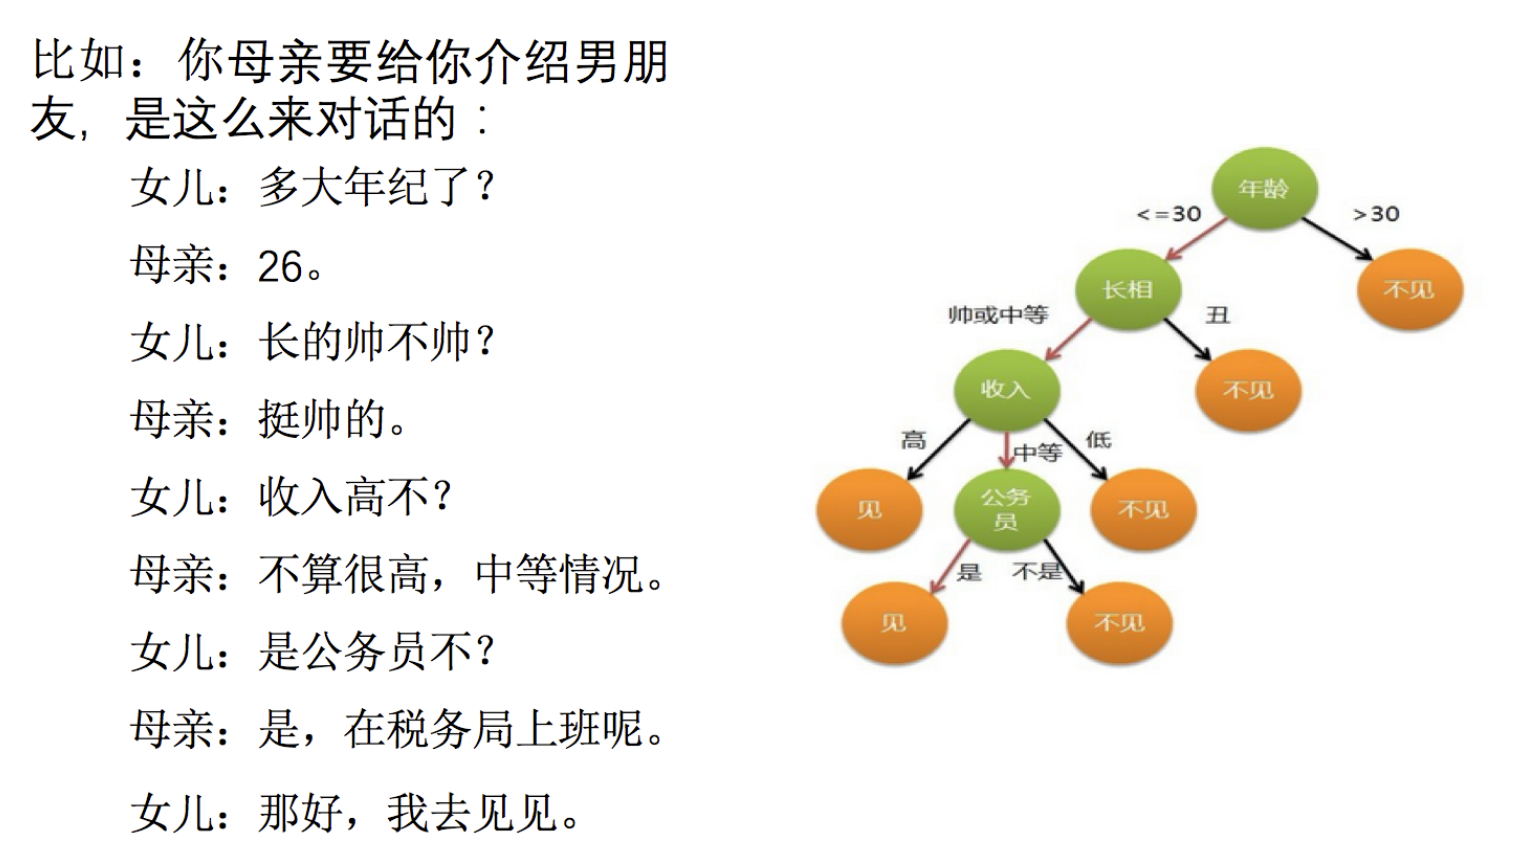 比如：你母亲要给你介绍男朋
友，是这么来对话的：
女儿：多大年纪了？
母亲：26。
女儿：长的帅不帅？
母亲：挺帅的。
女儿：收入高不？
母亲：不算很高，中等情况。
女儿：是公务员不？
母亲：是，在税务局上班呢。
女儿：那好，我去见见。
年龄
<=30
>30
长相
不见
帅或中等
丑
收入
不见
高
中等
低
见
公务
员
不见
是
不是
见
不见